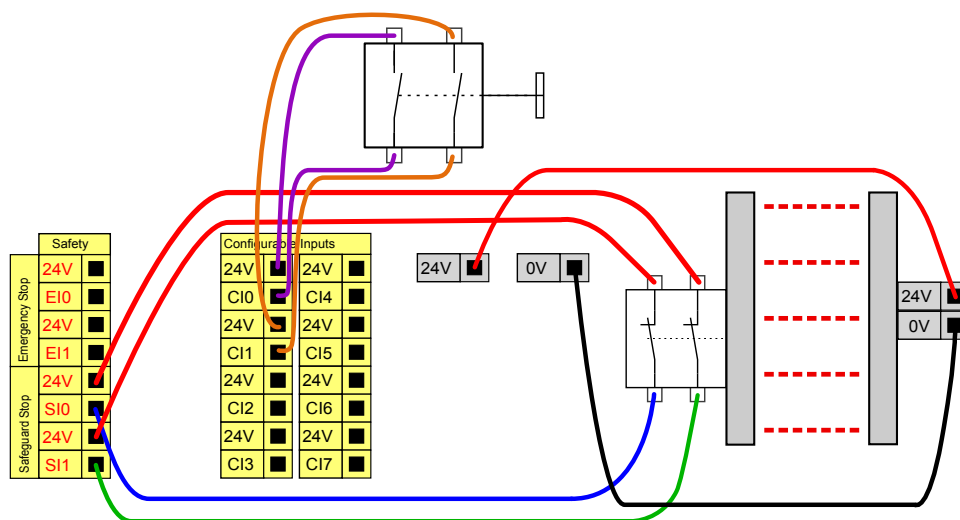 Safety
Emergency Stop
24V
EI0
24V
EI1
Safeguard Stop
24V
SI0
24V
SI1
Configurable Inputs
24V 24V
CI0 CI4
24V 24V
CI1 CI5
24V 24V
CI2 CI6
24V 24V
CI3 CI7
24V
0V
24V
0V